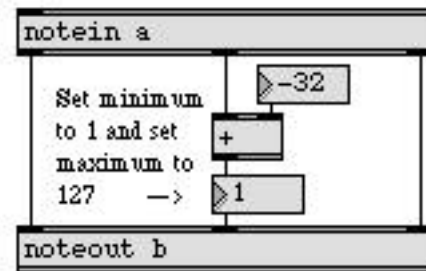 notein a
-32
Set minimum
to 1 and set
maximum to
127 —>
+
1
noteout b